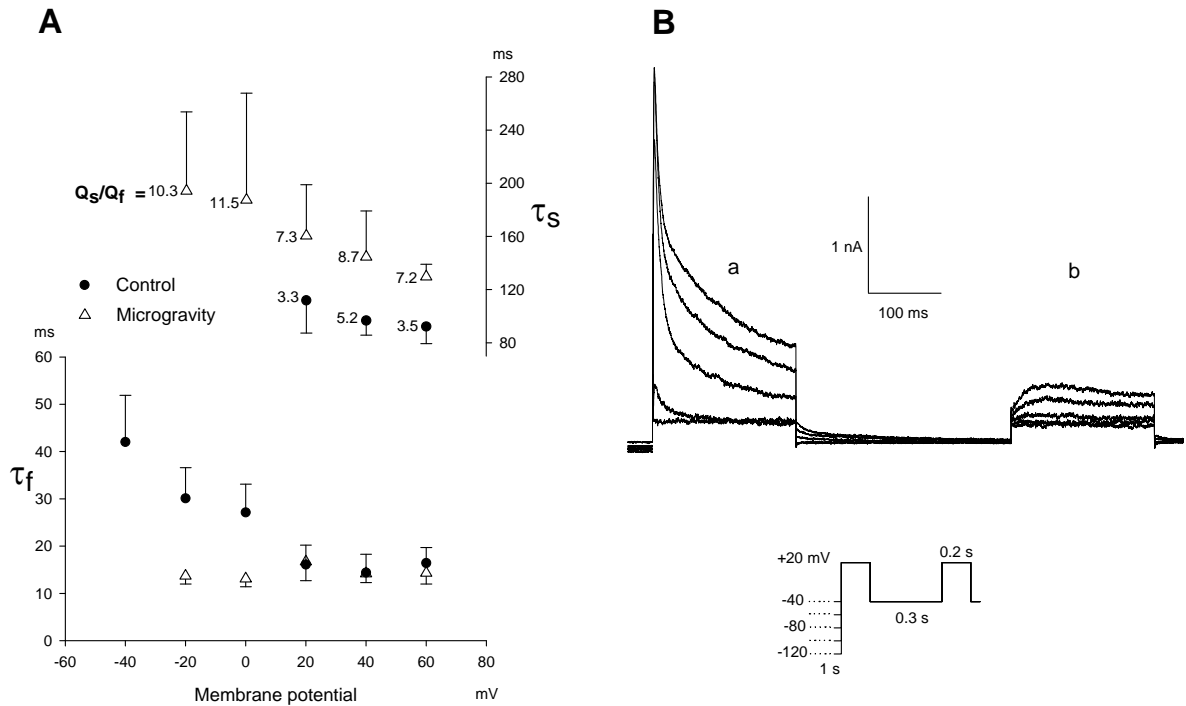 A
ms
280
240
200
160
120
80
τS
Qs/Qf = 10.3
11.5
7.3
8.7
7.2
3.3
5.2
3.5
Control
Microgravity
ms
60
50
40
30
20
10
0
τf
-60 -40 -20 0 20 40 60 80
Membrane potential mV
B
a
b
1 nA
100 ms
+20 mV
0.2 s
-40
-80
-120
0.3 s
1 s